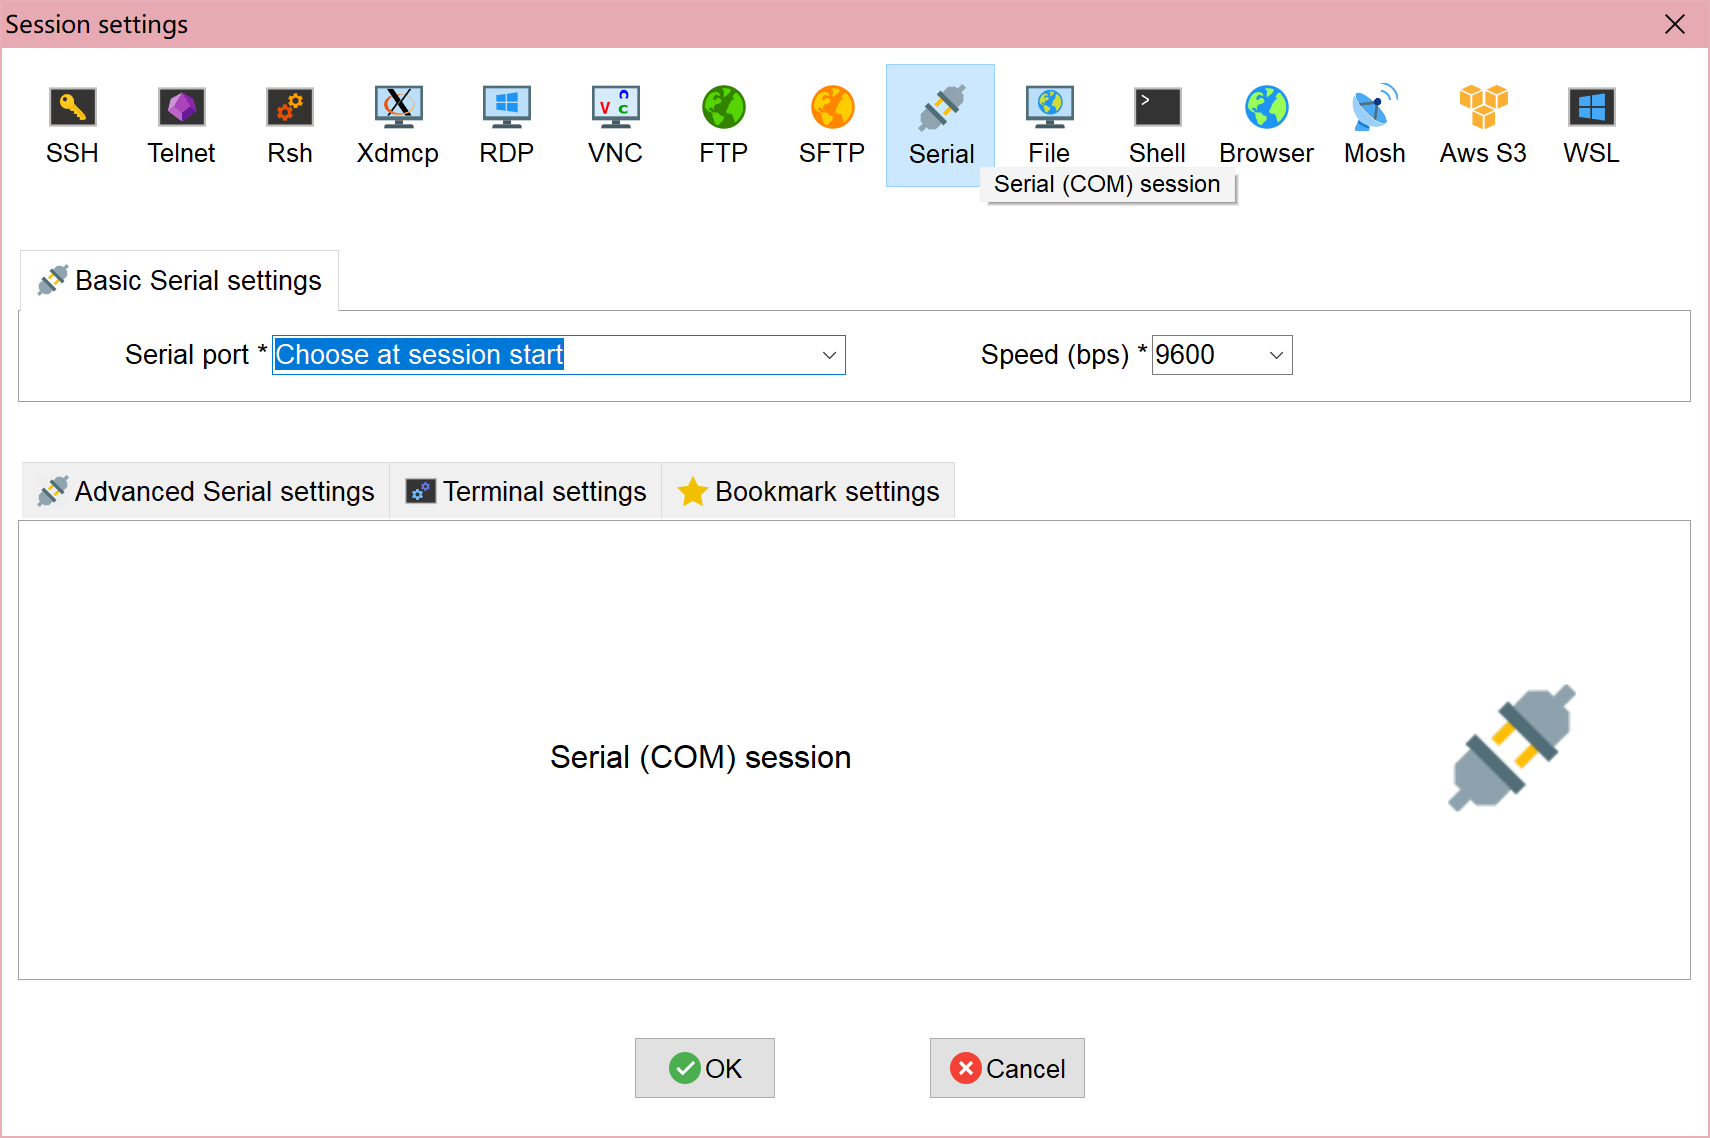 Session settings
SSH Telnet Rsh Xdmcp RDP VNC FTP SFTP Serial File Shell Browser Mosh Aws S3 WSL
Serial (COM) session
Basic Serial settings
Serial port * Choose at session start Speed (bps) * 9600
Advanced Serial settings Terminal settings Bookmark settings
Serial (COM) session
OK Cancel